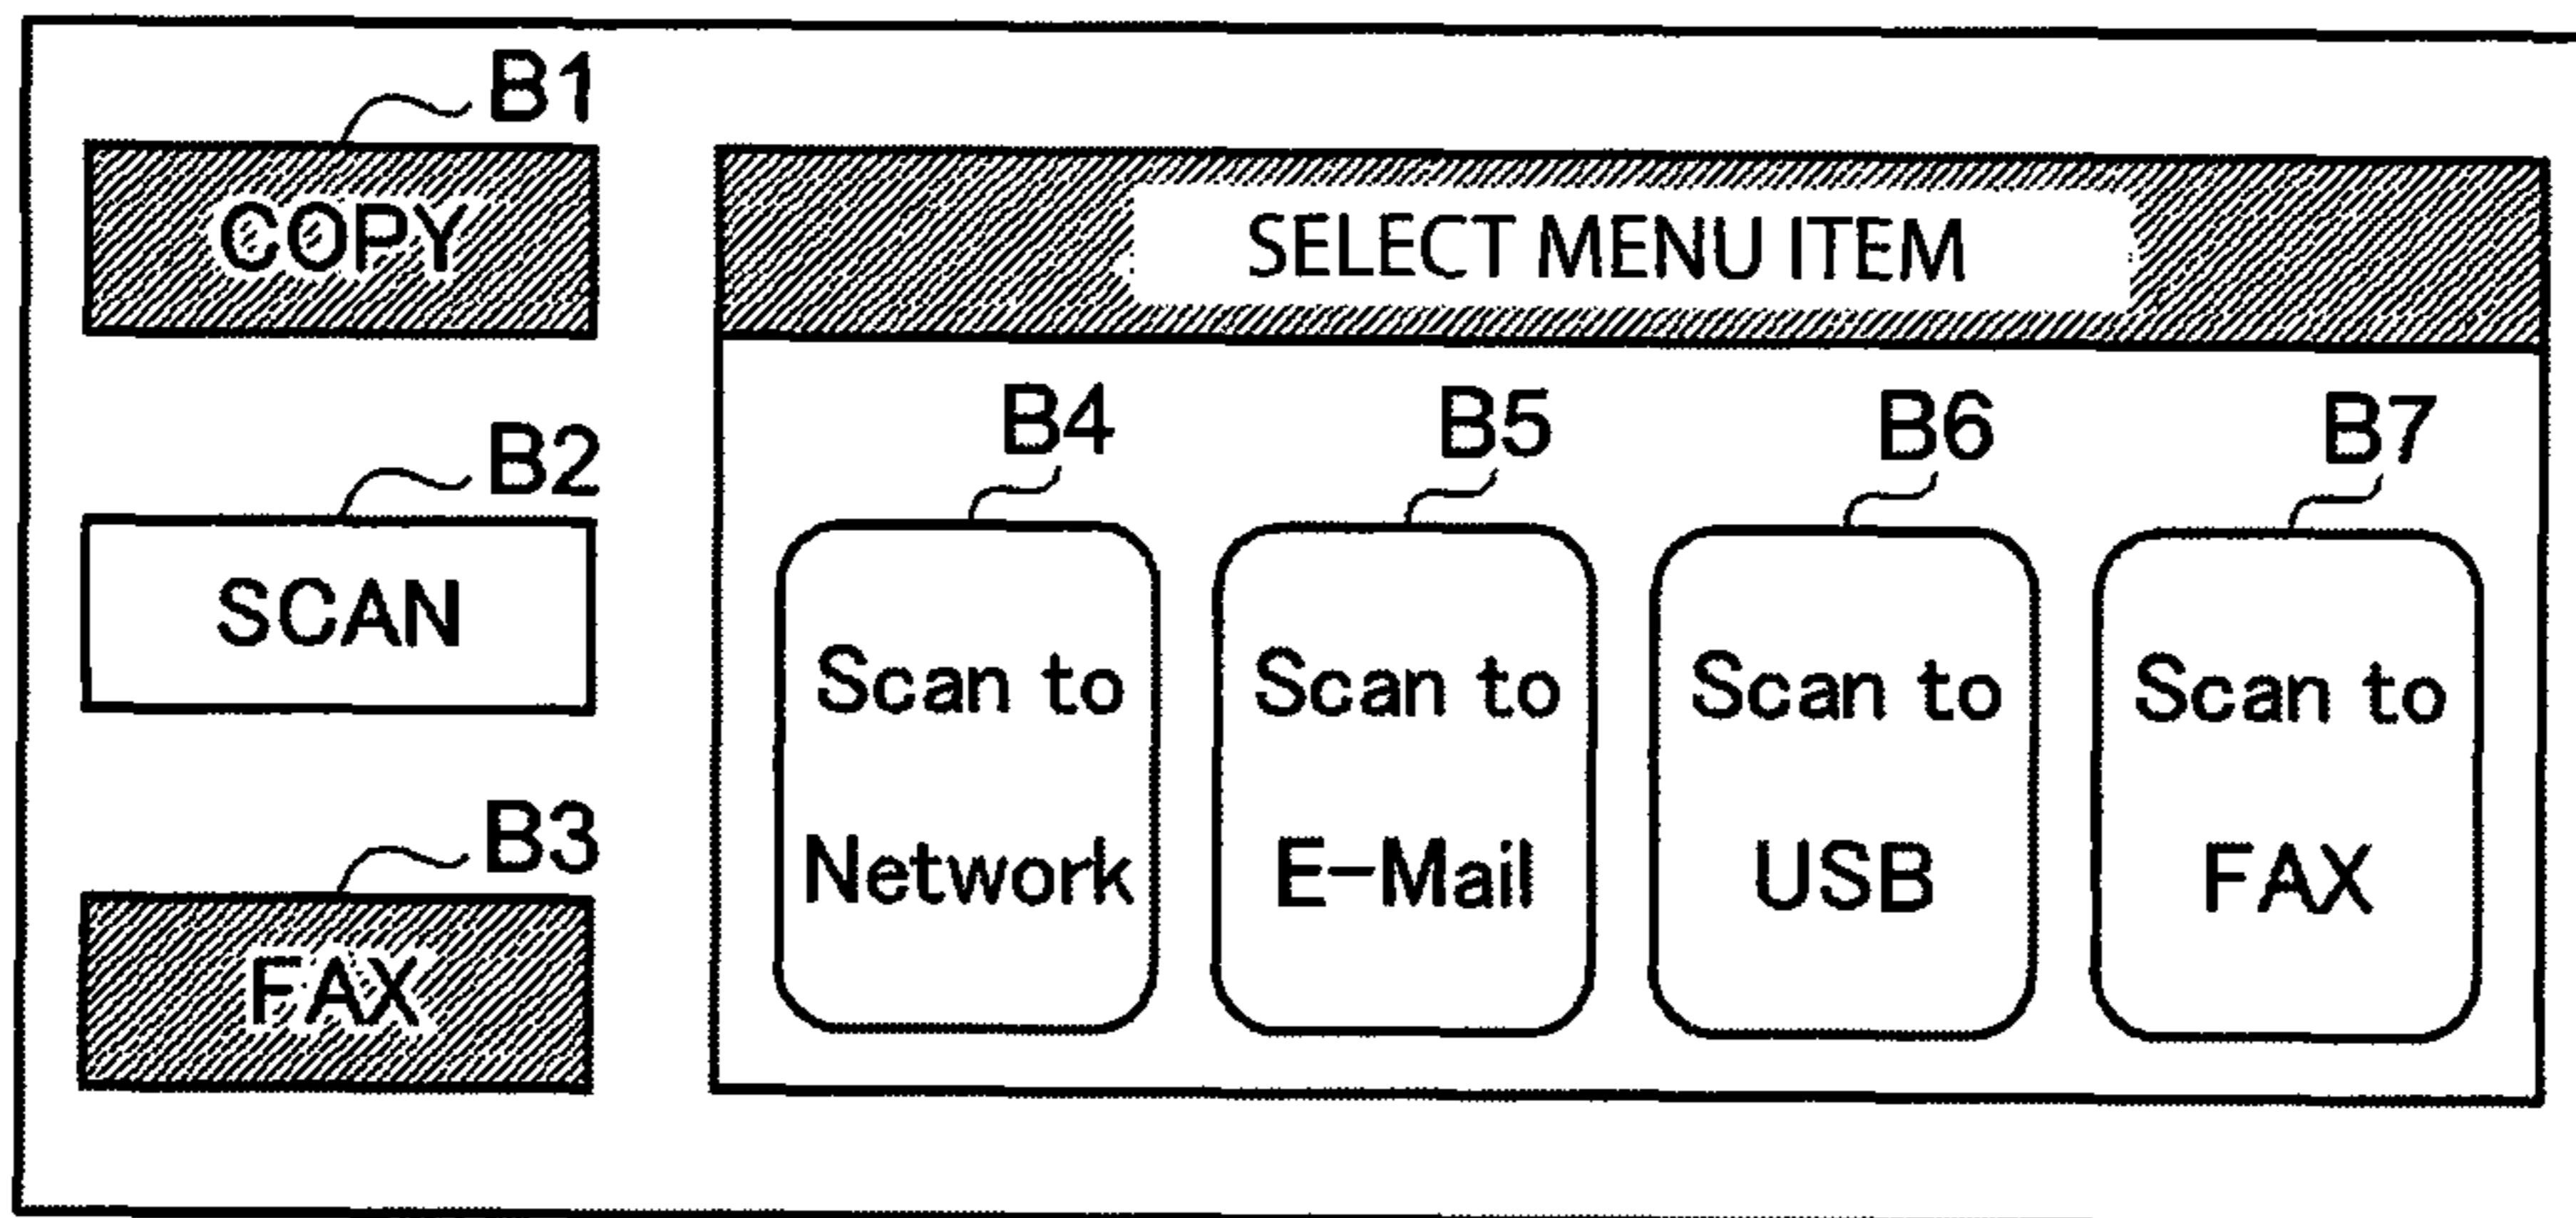 B1
COPY
B2
SCAN
B3
FAX
SELECT MENU ITEM
B4
Scan to
Network
B5
Scan to
E-Mail
B6
Scan to
USB
B7
Scan to
FAX